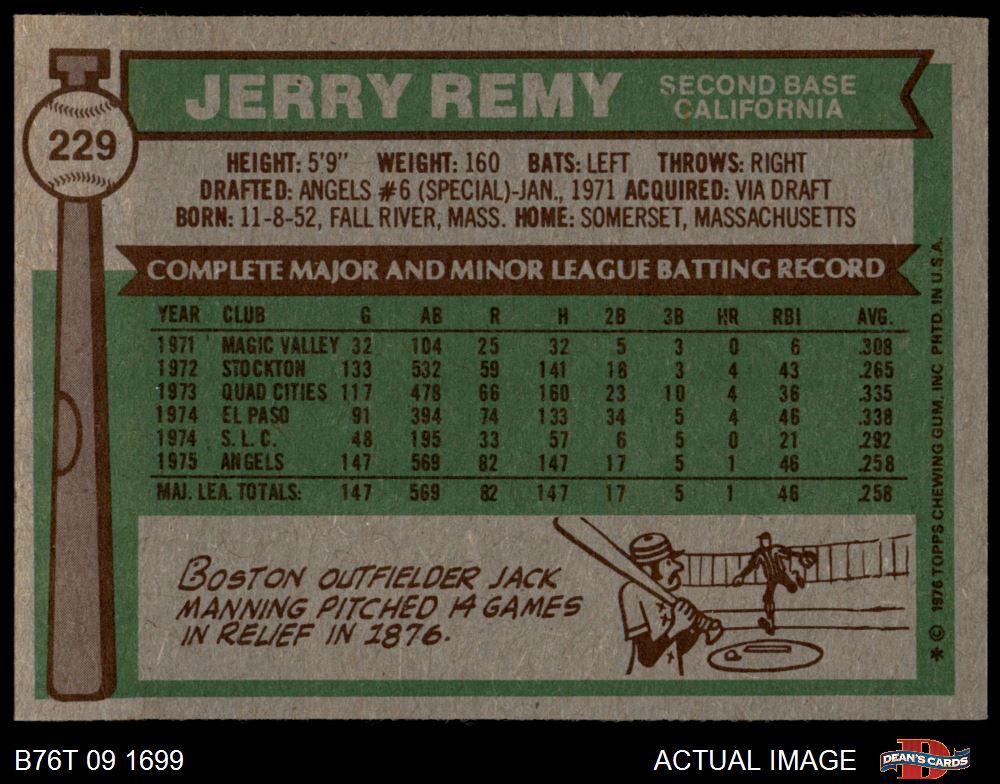 JERRY REMY
SECOND BASE
CALIFORNIA
229
HEIGHT: 5'9" WEIGHT: 160 BATS: LEFT THROWS: RIGHT
DRAFTED: ANGELS #6 (SPECIAL)-JAN., 1971 ACQUIRED: VIA DRAFT
BORN: 11-8-52, FALL RIVER, MASS. HOME: SOMERSET, MASSACHUSETTS
COMPLETE MAJOR AND MINOR LEAGUE BATTING RECORD
YEAR CLUB G AB R H 2B 3B HR RBI AVG.
1971 MAGIC VALLEY 32 104 25 32 5 3 0 6 .308
1972 STOCKTON 133 532 59 141 18 3 4 43 .265
1973 QUAD CITIES 117 478 66 160 23 10 4 36 .335
1974 EL PASO 91 394 74 133 34 5 4 46 .338
1974 S.L.C. 48 195 33 57 6 5 0 21 .292
1975 ANGELS 147 569 82 147 17 5 1 46 .258
MAJ. LEA. TOTALS: 147 569 82 147 17 5 1 46 .258
BOSTON OUTFIELDER JACK
MANNING PITCHED 14 GAMES
IN RELIEF IN 1876.
* © 1976 TOPPS CHEWING GUM, INC PRTD. IN U.S.A.
B76T 09 1699
ACTUAL IMAGE
DEAN'S CARDS